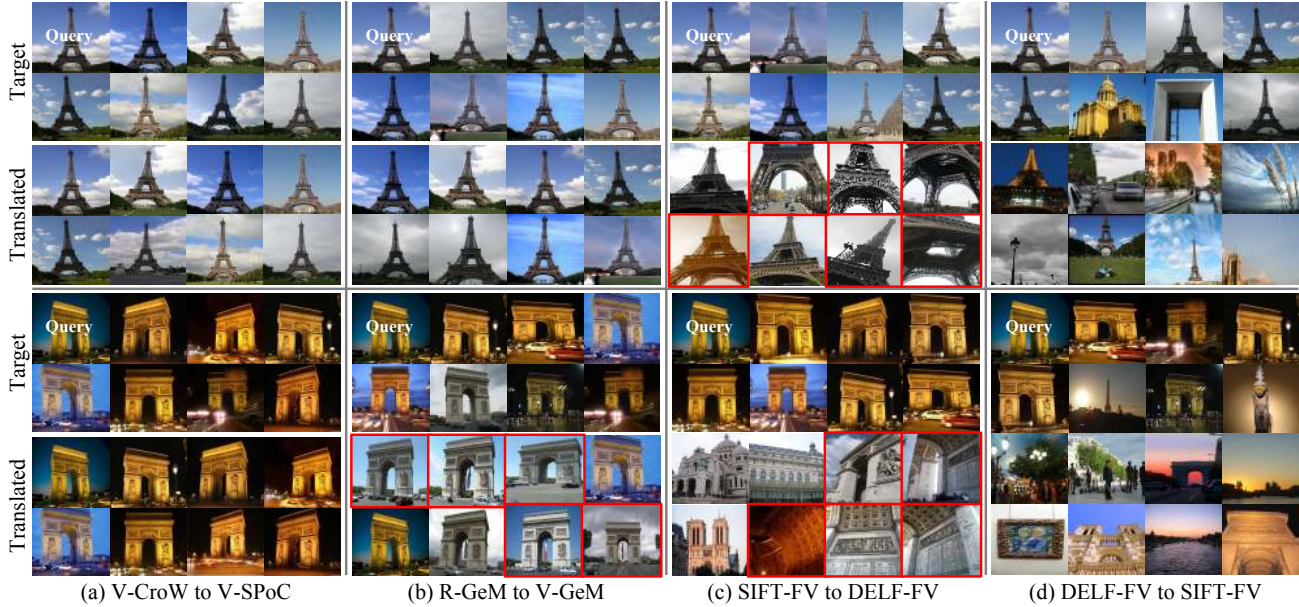 Target
Query
Query
Query
Query
Translated
Target
Query
Query
Query
Query
Translated
(a) V-CroW to V-SPoC
(b) R-GeM to V-GeM
(c) SIFT-FV to DELF-FV
(d) DELF-FV to SIFT-FV